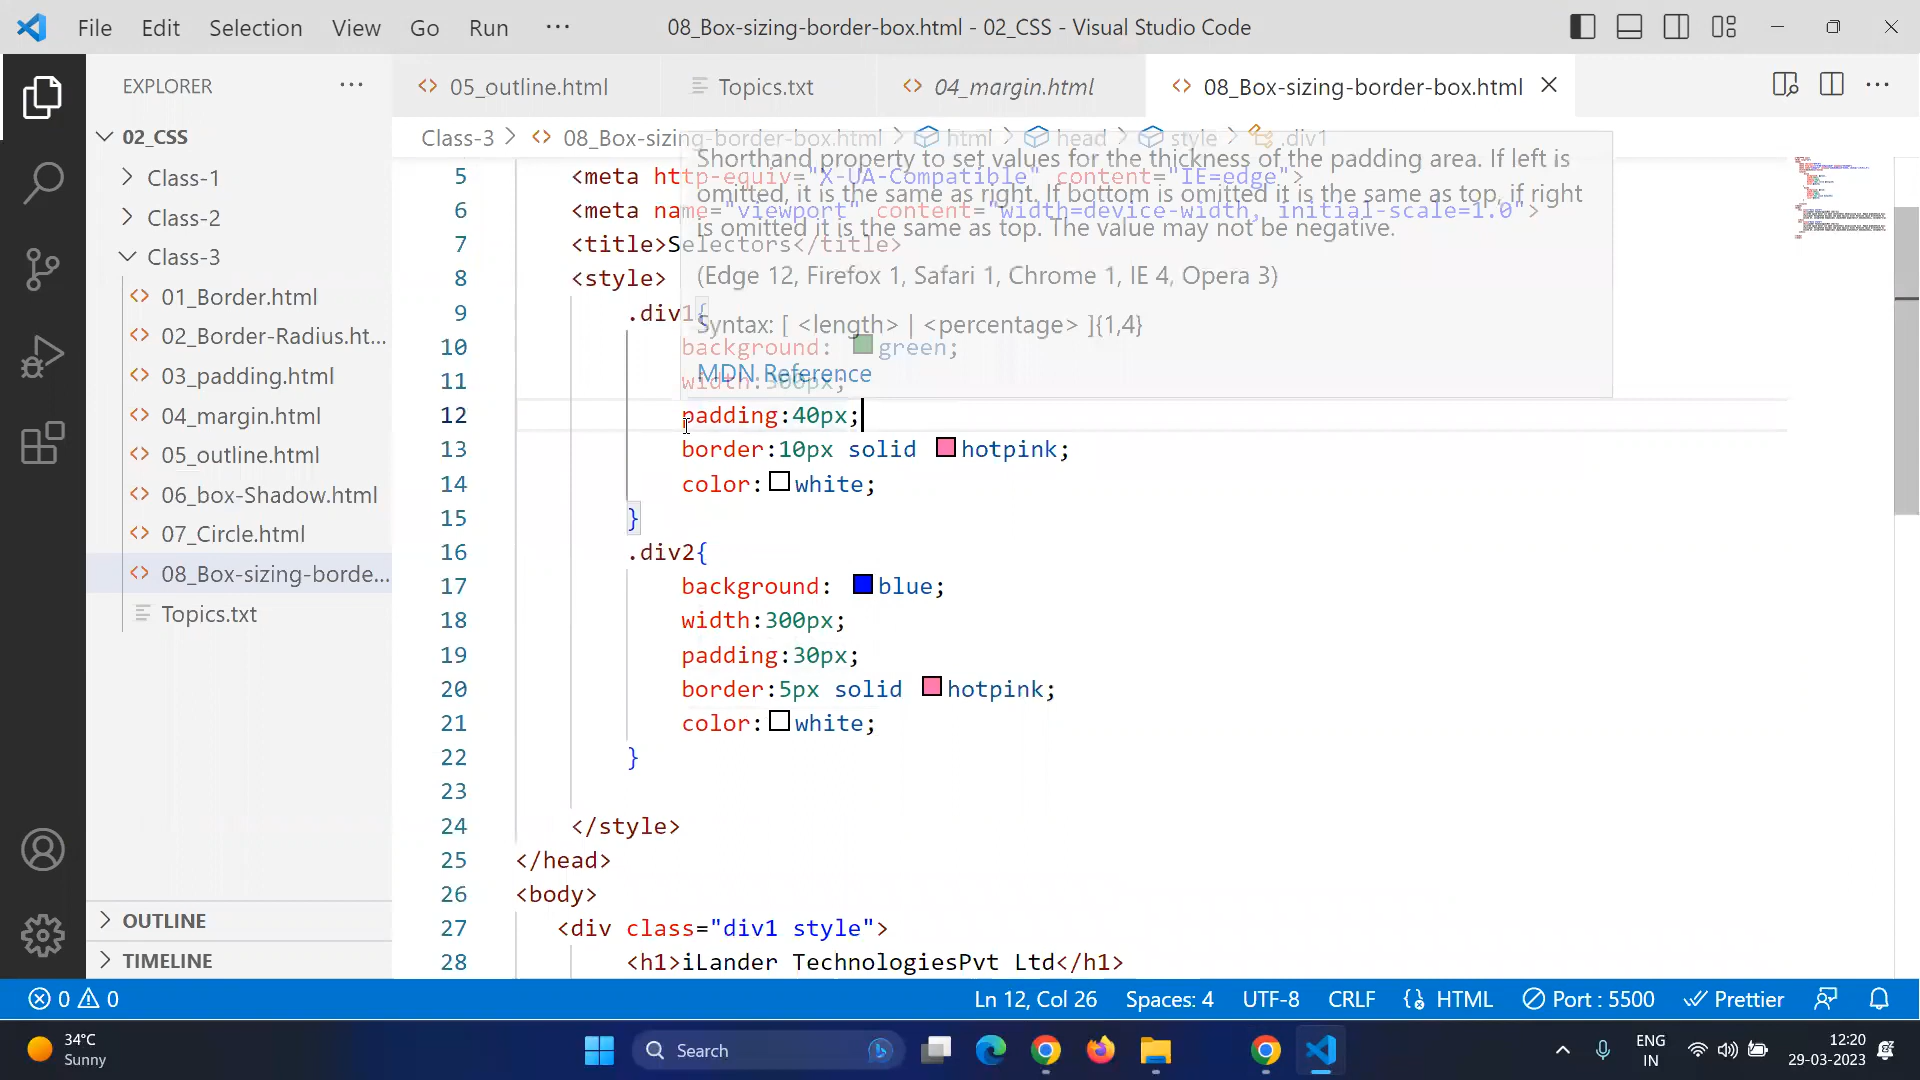 File Edit Selection View Go Run ···
08_Box-sizing-border-box.html - 02_CSS - Visual Studio Code
EXPLORER ···
02_CSS
Class-1
Class-2
Class-3
01_Border.html
02_Border-Radius.ht...
03_padding.html
04_margin.html
05_outline.html
06_box-Shadow.html
07_Circle.html
08_Box-sizing-borde...
Topics.txt
OUTLINE
TIMELINE
05_outline.html Topics.txt 04_margin.html 08_Box-sizing-border-box.html
Class-3 > 08_Box-sizing-border-box.html > html > head > style > .div1
Shorthand property to set values for the thickness of the padding area. If left is
omitted, it is the same as right. If bottom is omitted it is the same as top, if right
is omitted it is the same as top. The value may not be negative.
(Edge 12, Firefox 1, Safari 1, Chrome 1, IE 4, Opera 3)
Syntax: [ <length> | <percentage> ]{1,4}
MDN Reference
5 <meta http-equiv="X-UA-Compatible" content="IE=edge">
6 <meta name="viewport" content="width=device-width, initial-scale=1.0">
7 <title>Selectors</title>
8 <style>
9 .div1{
10 background: green;
11 width:300px;
12 padding:40px;
13 border:10px solid hotpink;
14 color: white;
15 }
16 .div2{
17 background: blue;
18 width:300px;
19 padding:30px;
20 border:5px solid hotpink;
21 color: white;
22 }
23
24 </style>
25 </head>
26 <body>
27 <div class="div1 style">
28 <h1>iLander TechnologiesPvt Ltd</h1>
0 0 Ln 12, Col 26 Spaces: 4 UTF-8 CRLF HTML Port : 5500 Prettier
34°C
Sunny
Search
ENG
IN
12:20
29-03-2023